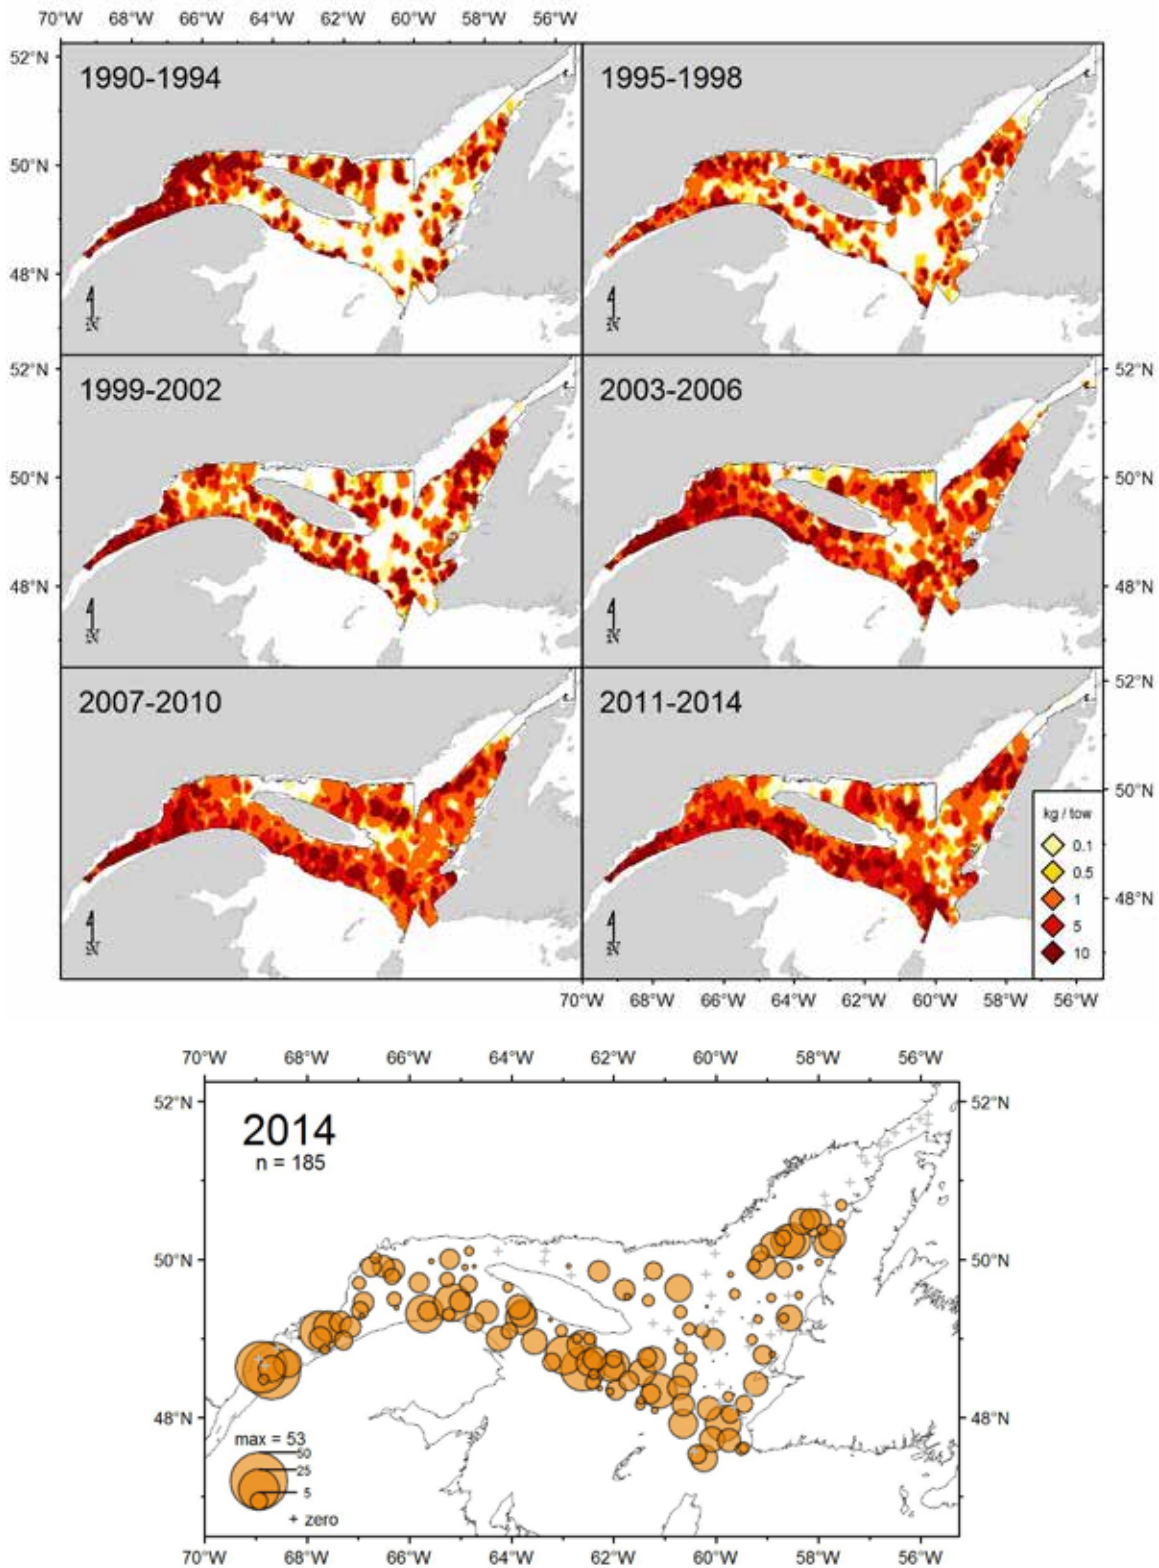 70°W 68°W 66°W 64°W 62°W 60°W 58°W 56°W
52°N
1990-1994
1995-1998
50°N
48°N
N
N
52°N
52°N
1999-2002
2003-2006
50°N
50°N
48°N
48°N
N
N
52°N
2007-2010
2011-2014
50°N
kg / tow
0.1
0.5
1
5
10
48°N
N
N
70°W 68°W 66°W 64°W 62°W 60°W 58°W 56°W
70°W 68°W 66°W 64°W 62°W 60°W 58°W 56°W
52°N
52°N
2014
n = 185
50°N
50°N
48°N
48°N
max = 53
50
25
5
+ zero
70°W 68°W 66°W 64°W 62°W 60°W 58°W 56°W